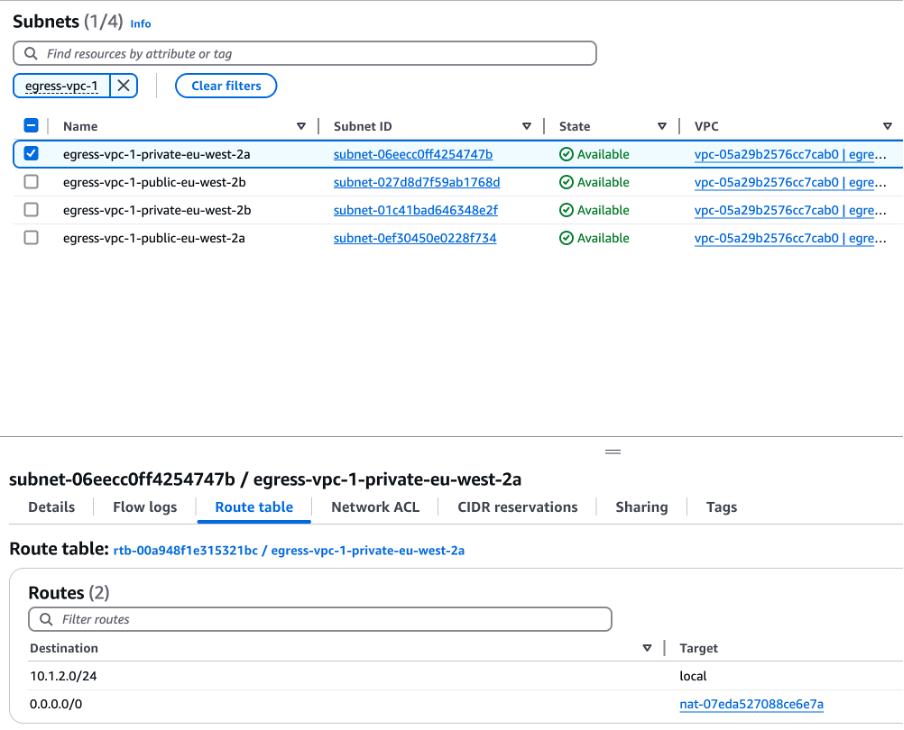 Subnets (1/4) Info
Find resources by attribute or tag
egress-vpc-1 Clear filters
Name Subnet ID State VPC
egress-vpc-1-private-eu-west-2a subnet-06eecc0ff4254747b Available vpc-05a29b2576cc7cab0 | egre...
egress-vpc-1-public-eu-west-2b subnet-027d8d7f59ab1768d Available vpc-05a29b2576cc7cab0 | egre...
egress-vpc-1-private-eu-west-2b subnet-01c41bad646348e2f Available vpc-05a29b2576cc7cab0 | egre...
egress-vpc-1-public-eu-west-2a subnet-0ef30450e0228f734 Available vpc-05a29b2576cc7cab0 | egre...
subnet-06eecc0ff4254747b / egress-vpc-1-private-eu-west-2a
Details Flow logs Route table Network ACL CIDR reservations Sharing Tags
Route table: rtb-00a948f1e315321bc / egress-vpc-1-private-eu-west-2a
Routes (2)
Filter routes
Destination Target
10.1.2.0/24 local
0.0.0.0/0 nat-07eda527088ce6e7a